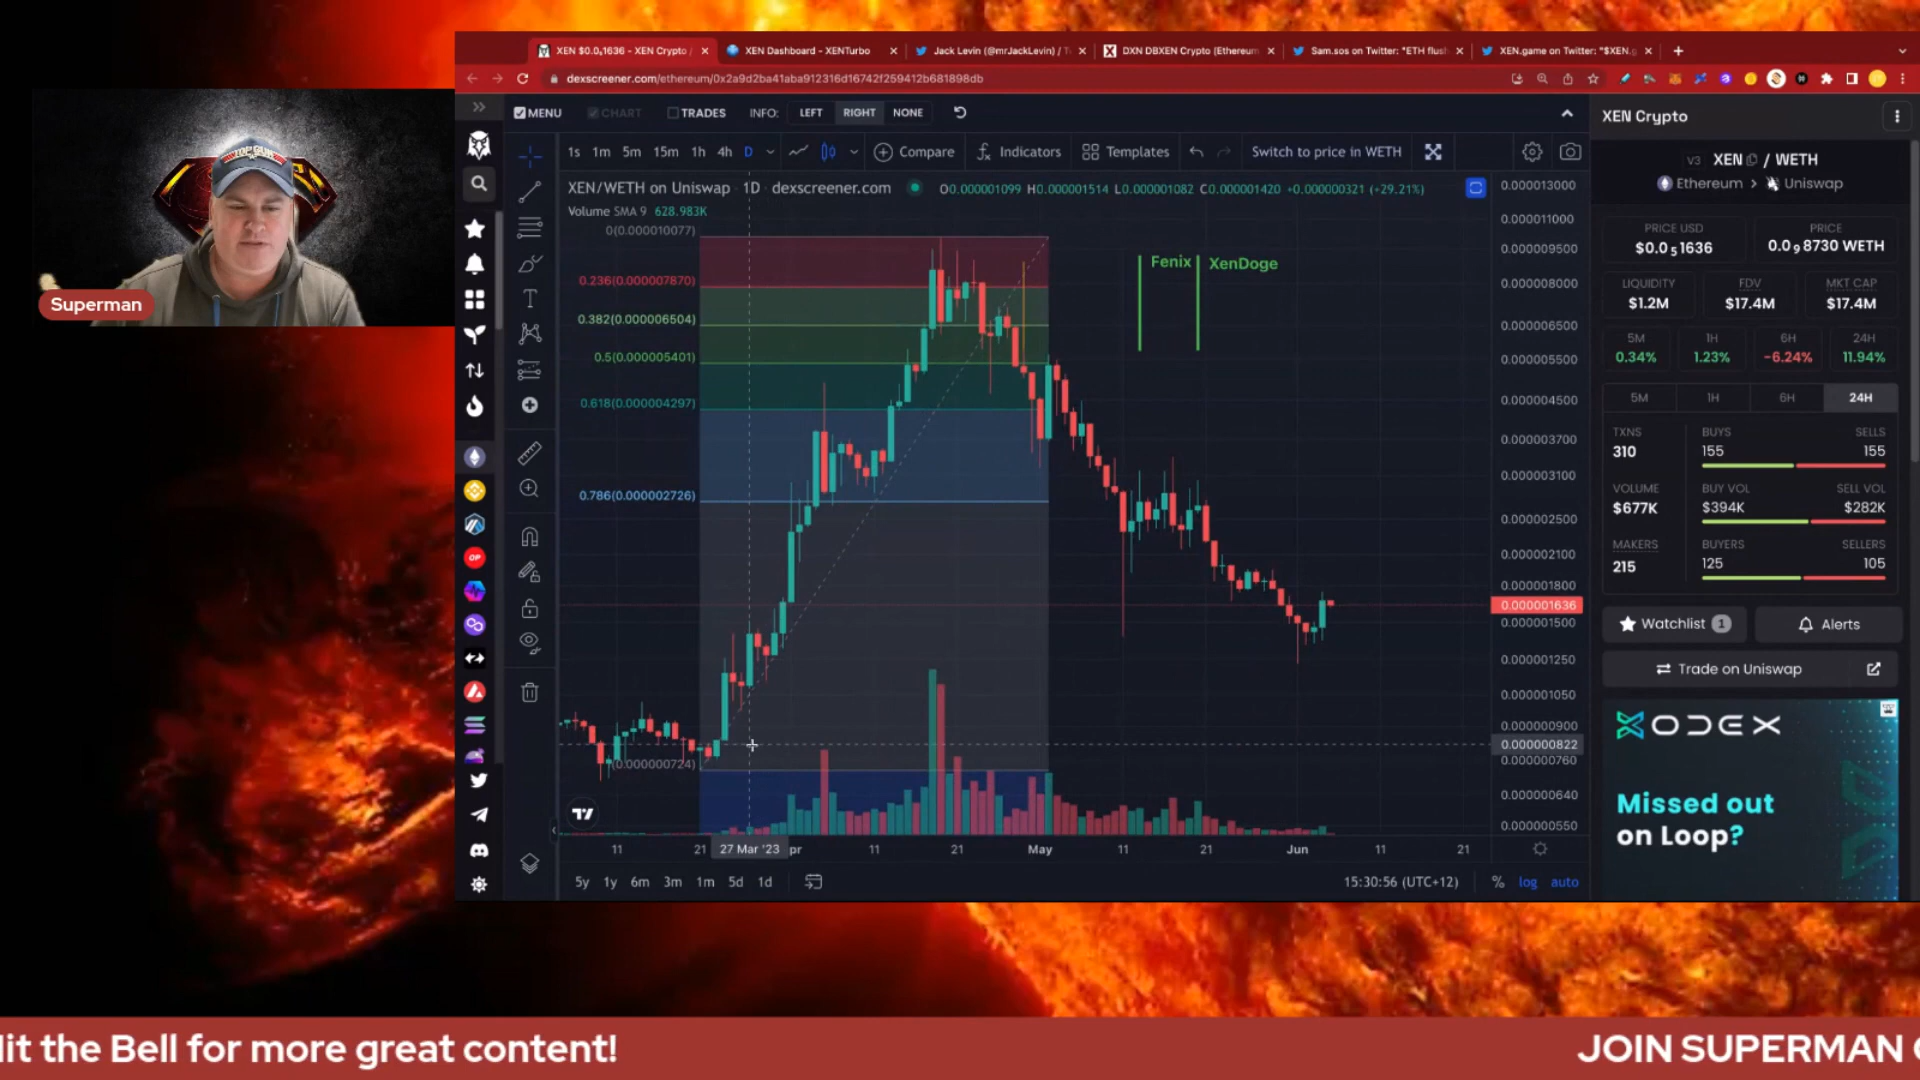 XEN $0.0₅1636 - XEN Crypto /
XEN Dashboard - XENTurbo
Jack Levin (@mrJackLevin) / T
DXN DBXEN Crypto (Ethereum
Sam.sos on Twitter: "ETH flush
XEN.game on Twitter: "$XEN.g
dexscreener.com/ethereum/0x2a9d2ba41aba912316d16742f259412b681898db
MENU
CHART
TRADES
INFO:
LEFT
RIGHT
NONE
1s 1m 5m 15m 1h 4h D
Compare
Indicators
Templates
Switch to price in WETH
XEN/WETH on Uniswap · 1D · dexscreener.com
O0.000001099 H0.000001514 L0.000001082 C0.000001420 +0.000000321 (+29.21%)
Volume SMA 9 628.983K
0(0.000010077)
0.236(0.000007870)
0.382(0.000006504)
0.5(0.000005401)
0.618(0.000004297)
0.786(0.000002726)
(0.000000724)
Fenix
XenDoge
0.000013000
0.000011000
0.000009500
0.000008000
0.000006500
0.000005500
0.000004500
0.000003700
0.000003100
0.000002500
0.000002100
0.000001800
0.000001636
0.000001500
0.000001250
0.000001050
0.000000900
0.000000822
0.000000760
0.000000640
0.000000550
11 21 27 Mar '23 pr 11 21 May 11 21 Jun 11 21
5y 1y 6m 3m 1m 5d 1d
15:30:56 (UTC+12)
% log auto
XEN Crypto
V3 XEN / WETH
Ethereum > Uniswap
PRICE USD
$0.0₅1636
PRICE
0.0₉8730 WETH
LIQUIDITY
$1.2M
FDV
$17.4M
MKT CAP
$17.4M
5M
0.34%
1H
1.23%
6H
-6.24%
24H
11.94%
5M 1H 6H 24H
TXNS
310
BUYS
155
SELLS
155
VOLUME
$677K
BUY VOL
$394K
SELL VOL
$282K
MAKERS
215
BUYERS
125
SELLERS
105
Watchlist 1
Alerts
Trade on Uniswap
XODEX
Missed out
on Loop?
OP
TOP GUN
Superman
lit the Bell for more great content!
JOIN SUPERMAN